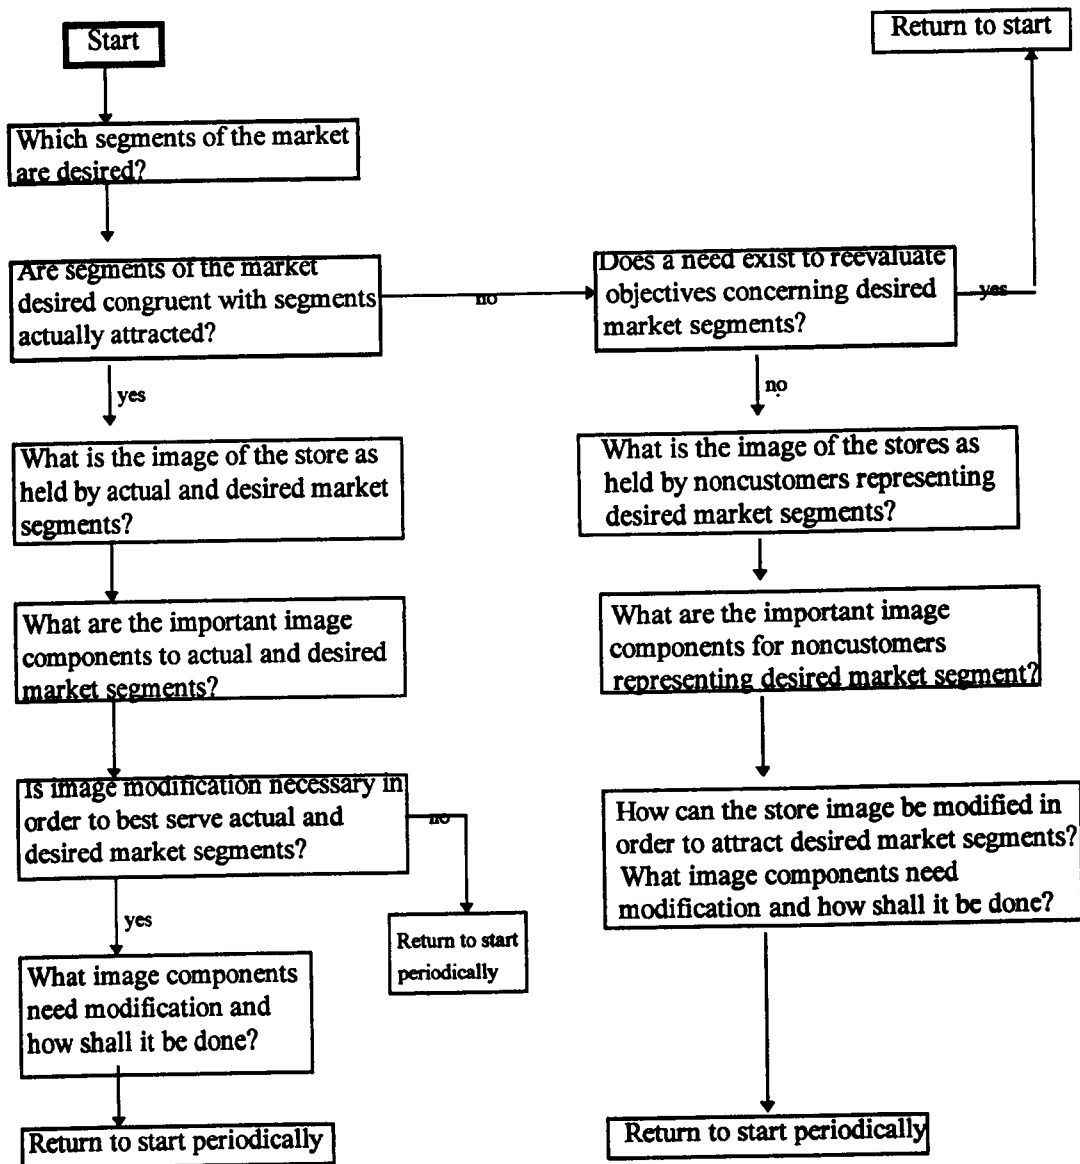 Start
Return to start
Which segments of the market
are desired?
Are segments of the market
desired congruent with segments
actually attracted?
no
Does a need exist to reevaluate
objectives concerning desired
market segments?
yes
yes
no
What is the image of the store as
held by actual and desired market
segments?
What is the image of the stores as
held by noncustomers representing
desired market segments?
What are the important image
components to actual and desired
market segments?
What are the important image
components for noncustomers
representing desired market segment?
Is image modification necessary in
order to best serve actual and
desired market segments?
no
How can the store image be modified in
order to attract desired market segments?
What image components need
modification and how shall it be done?
yes
Return to start
periodically
What image components
need modification and
how shall it be done?
Return to start periodically
Return to start periodically